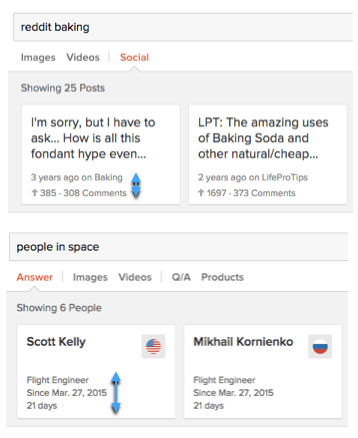 reddit baking
Images Videos Social
Showing 25 Posts
I'm sorry, but I have to
ask... How is all this
fondant hype even...
3 years ago on Baking
↑ 385 · 308 Comments
LPT: The amazing uses
of Baking Soda and
other natural/cheap...
2 years ago on LifeProTips
↑ 1697 · 373 Comments
people in space
Answer Images Videos Q/A Products
Showing 6 People
Scott Kelly
Flight Engineer
Since Mar. 27, 2015
21 days
Mikhail Kornienko
Flight Engineer
Since Mar. 27, 2015
21 days